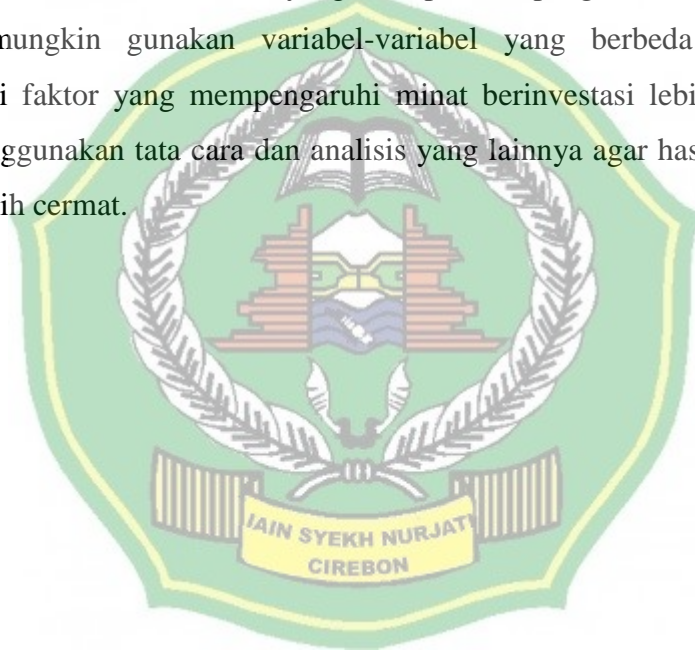 mungkin gunakan variabel-variabel yang berbeda
i faktor yang mempengaruhi minat berinvestasi lebi
ggunakan tata cara dan analisis yang lainnya agar has
ih cermat.
IAIN SYEKH NURJATI
CIREBON